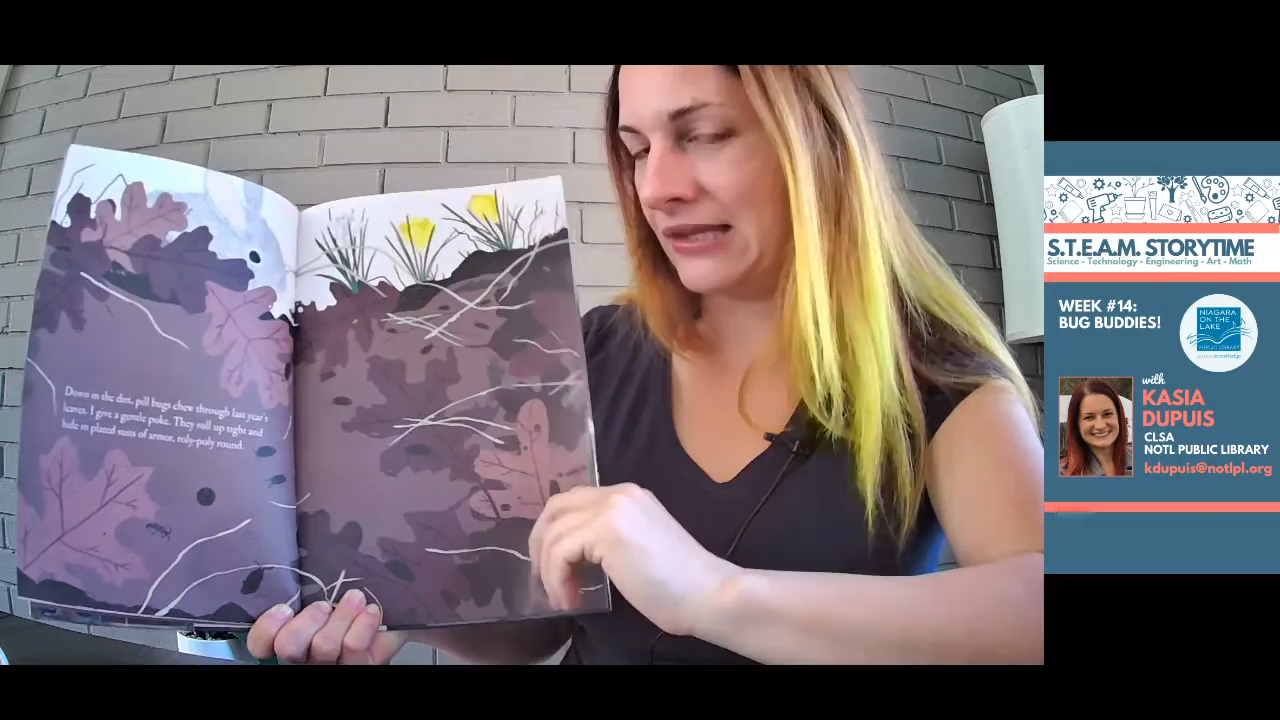 Down in the dirt, pill bugs chew through last year's
leaves. I give a gentle poke. They roll up tight and
hide in plated suits of armor, roly-poly round.
S.T.E.A.M. STORYTIME
Science - Technology - Engineering - Art - Math
WEEK #14:
BUG BUDDIES!
NIAGARA
ON THE
LAKE
PUBLIC LIBRARY
with
KASIA
DUPUIS
CLSA
NOTL PUBLIC LIBRARY
kdupuis@notlpl.org